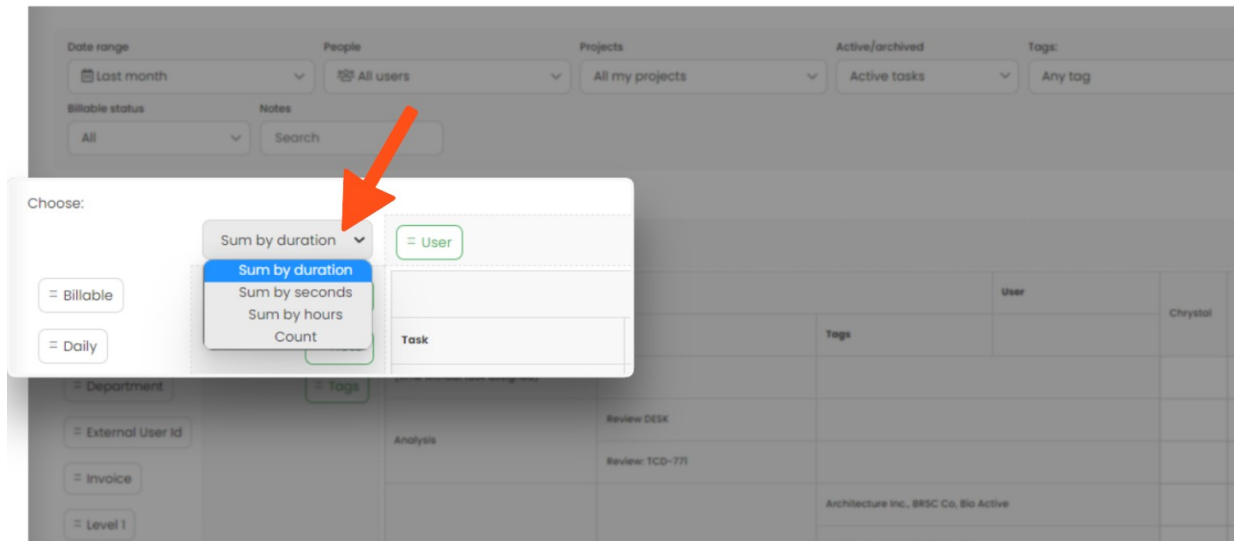 Date range
People
Projects
Active/archived
Tags:
Last month
All users
All my projects
Active tasks
Any tag
Billable status
Notes
All
Search
Choose:
Sum by duration
User
Sum by duration
Sum by seconds
Sum by hours
Count
Billable
Daily
Task
User
Chrystal
Tags
Department
Tags
External User Id
Analysis
Review DESK
Review: TCD-771
Invoice
Level 1
Architecture Inc., BRSC Co, Bio Active